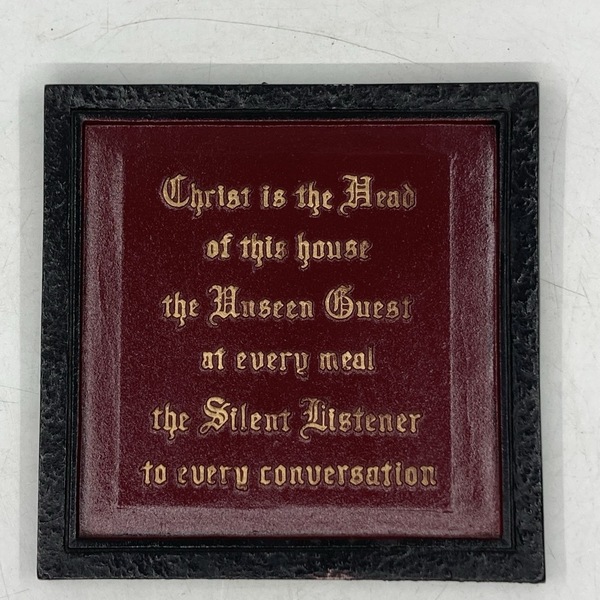 Christ is the Head
of this house
the Unseen Guest
at every meal
the Silent Listener
to every conversation